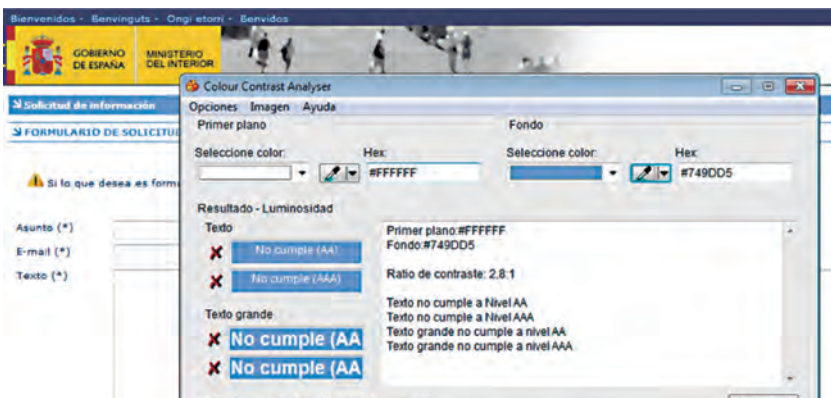 Bienvenidos - Benvinguts - Ongi etorri - Benvidos
GOBIERNO DE ESPAÑA
MINISTERIO DEL INTERIOR
Solicitud de información
FORMULARIO DE SOLICITU
Si lo que desea es form
Asunto (*)
E-mail (*)
Texto (*)
Colour Contrast Analyser
Opciones Imagen Ayuda
Primer plano
Fondo
Seleccione color: Hex:
#FFFFFF
Seleccione color: Hex:
#749DD5
Resultado - Luminosidad
Texto
No cumple (AA)
No cumple (AAA)
Texto grande
No cumple (AA
No cumple (AA
Primer plano:#FFFFFF
Fondo:#749DD5
Ratio de contraste: 2,8:1
Texto no cumple a Nivel AA
Texto no cumple a Nivel AAA
Texto grande no cumple a nivel AA
Texto grande no cumple a nivel AAA